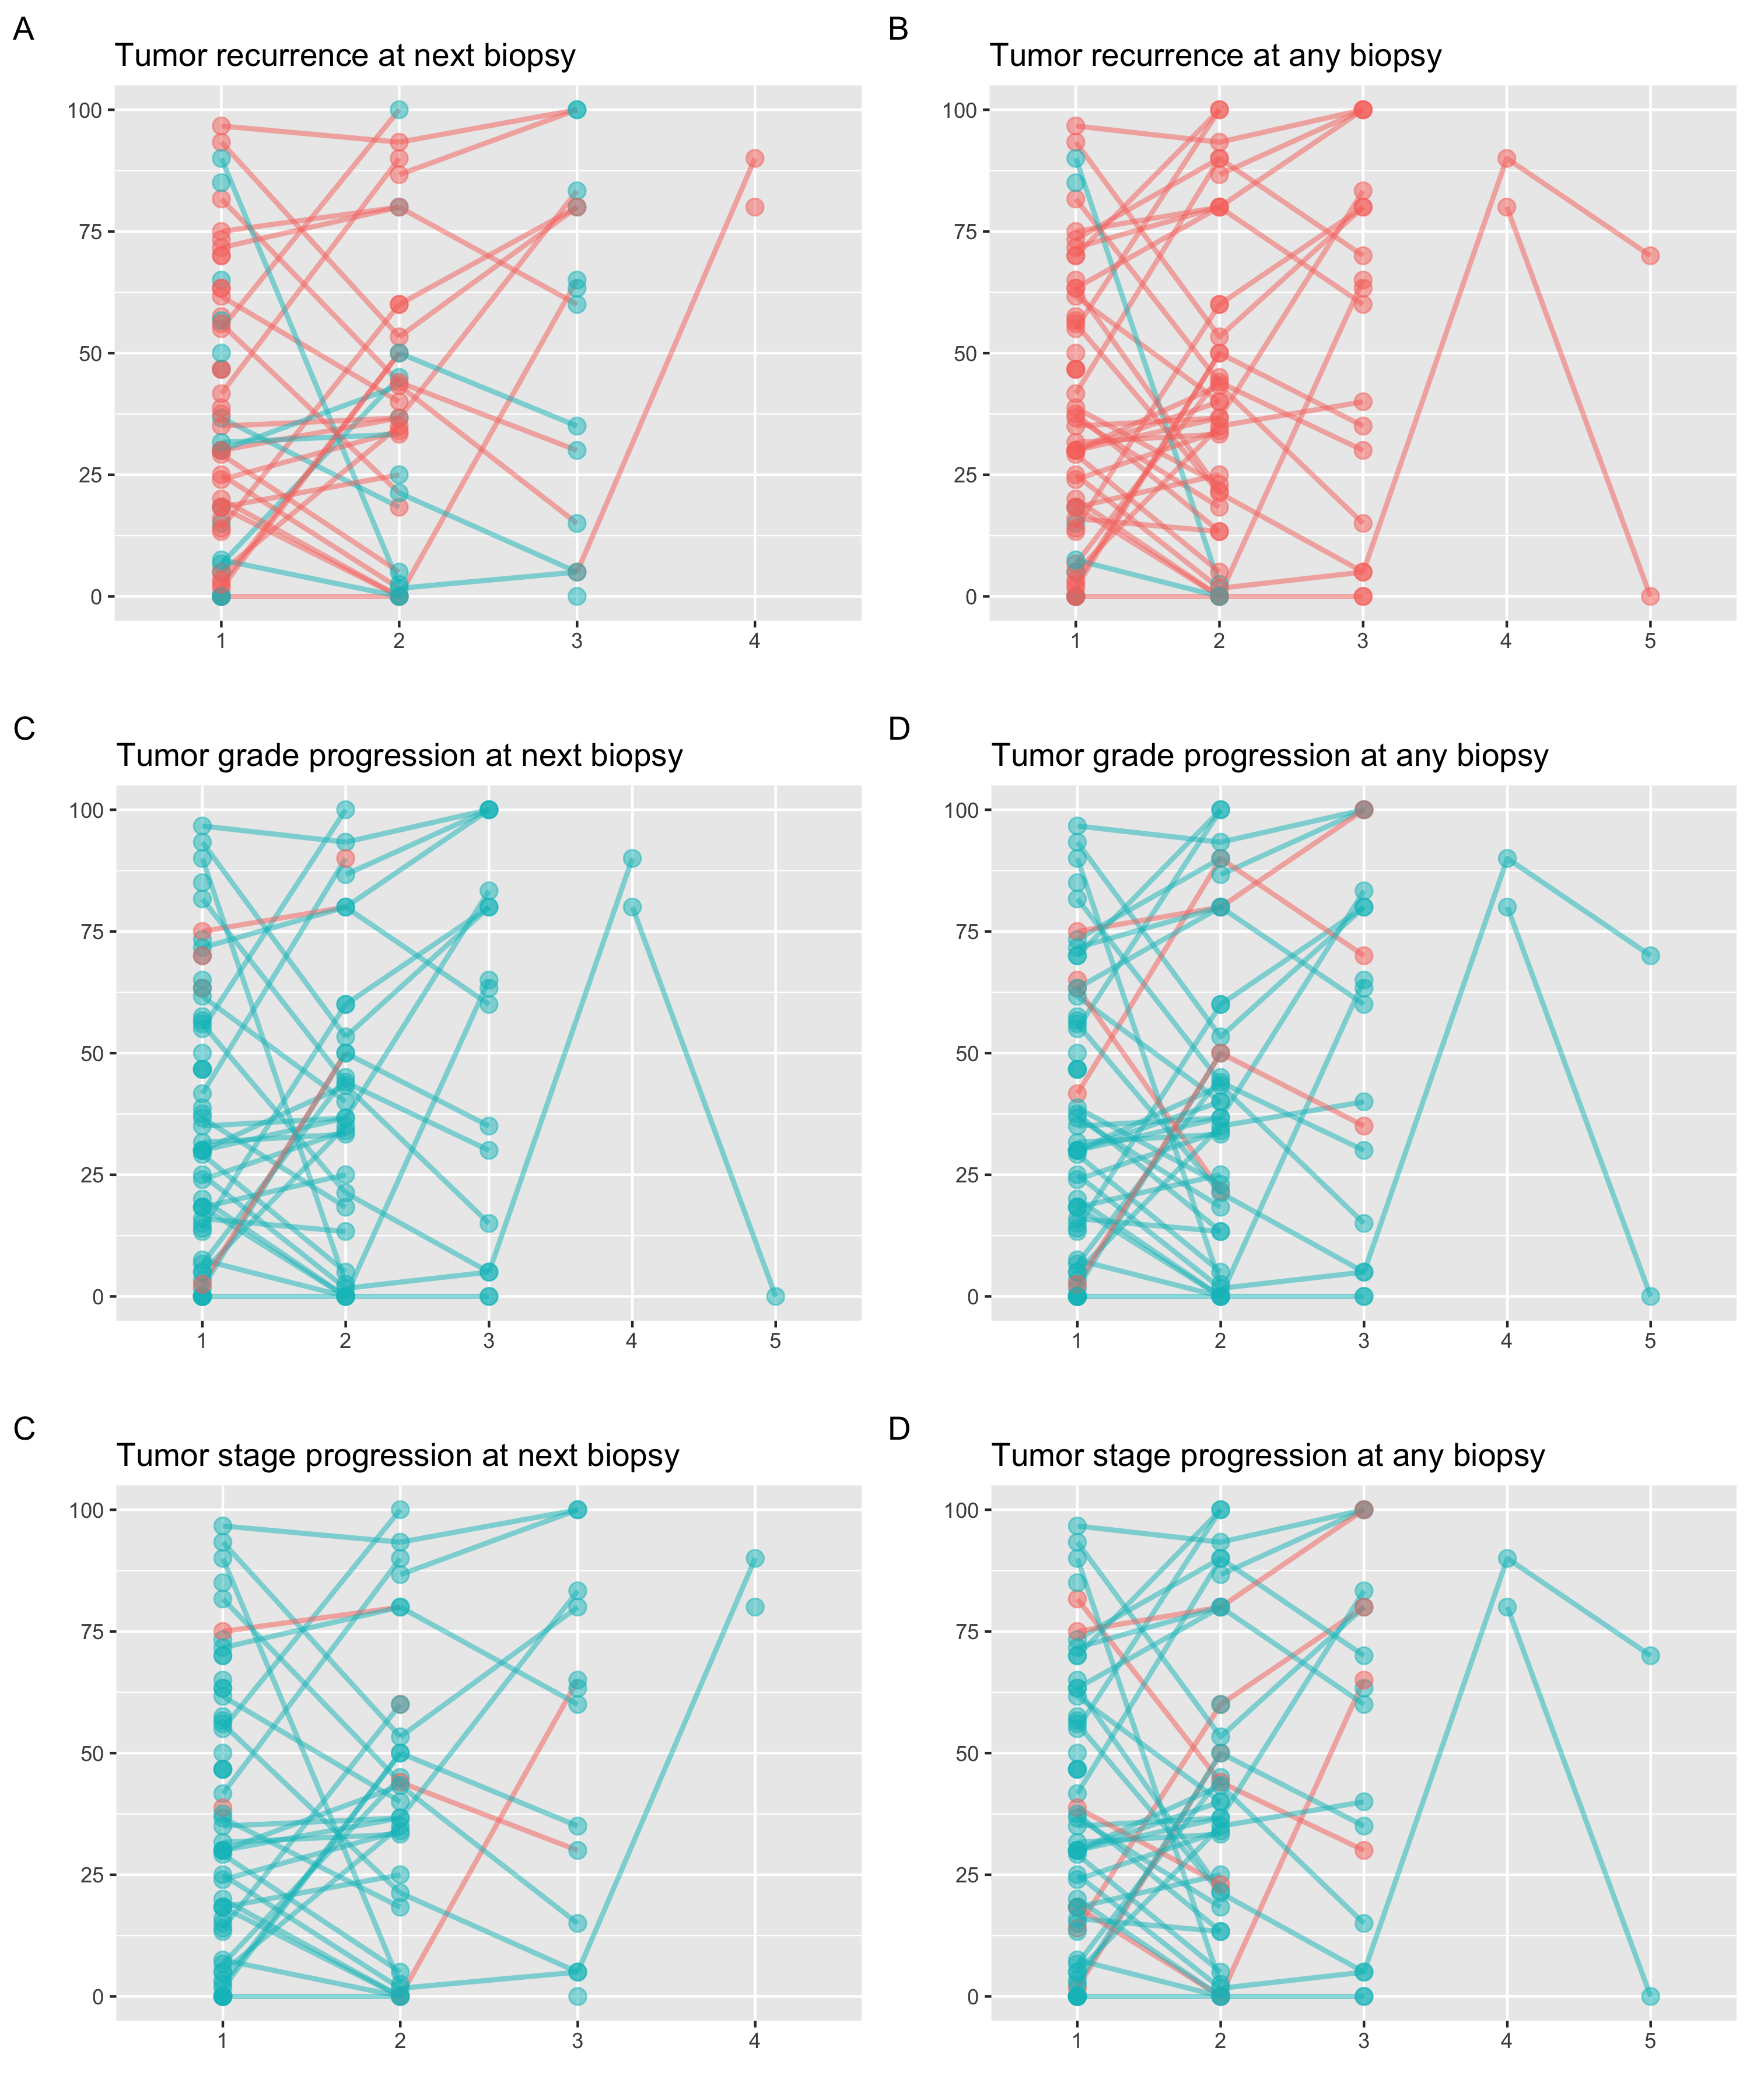 A
Tumor recurrence at next biopsy
100
75
50
25
0
1 2 3 4
B
Tumor recurrence at any biopsy
100
75
50
25
0
1 2 3 4 5
C
Tumor grade progression at next biopsy
100
75
50
25
0
1 2 3 4 5
D
Tumor grade progression at any biopsy
100
75
50
25
0
1 2 3 4 5
C
Tumor stage progression at next biopsy
100
75
50
25
0
1 2 3 4
D
Tumor stage progression at any biopsy
100
75
50
25
0
1 2 3 4 5